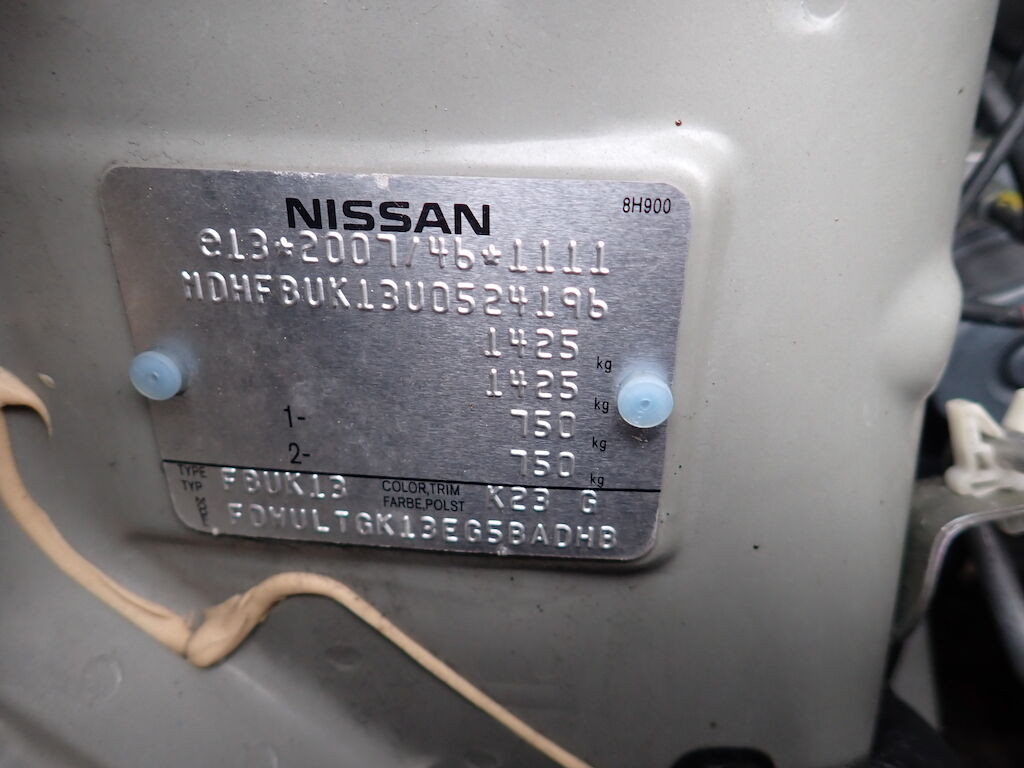 NISSAN 8H900
e13*2007/46*1111
MDHFBUK13U0524196
1425 kg
1425 kg
1- 750 kg
2- 750 kg
TYPE
TYP FBUK13 COLOR,TRIM
FARBE,POLST K23 G
FDMULTGK13EG5BADHB